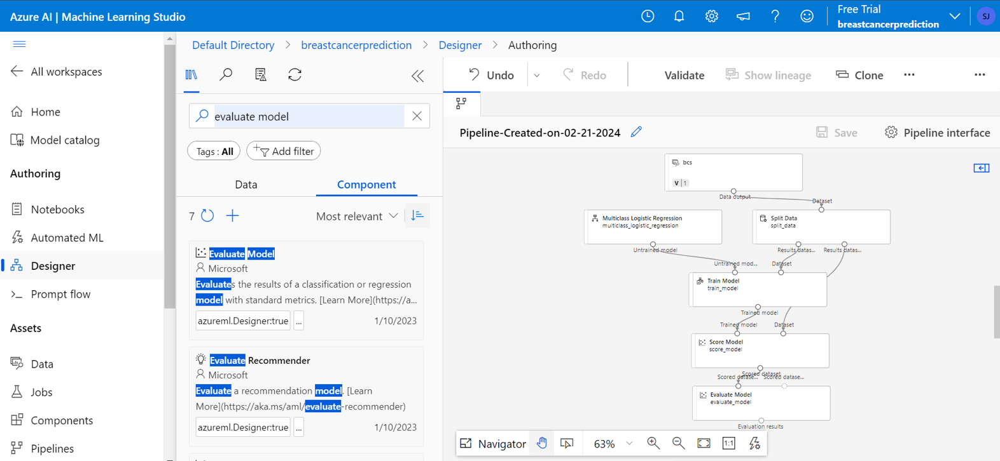 Azure AI | Machine Learning Studio
Free Trial
breastcancerprediction
SJ
All workspaces
Home
Model catalog
Authoring
Notebooks
Automated ML
Designer
Prompt flow
Assets
Data
Jobs
Components
Pipelines
Default Directory > breastcancerprediction > Designer > Authoring
evaluate model
Tags : All
Add filter
Data
Component
7
Most relevant
Evaluate Model
Microsoft
Evaluates the results of a classification or regression
model with standard metrics. [Learn More](https://a...
azureml.Designer:true
...
1/10/2023
Evaluate Recommender
Microsoft
Evaluate a recommendation model. [Learn
More](https://aka.ms/aml/evaluate-recommender)
azureml.Designer:true
...
1/10/2023
Undo
Redo
Validate
Show lineage
Clone
Pipeline-Created-on-02-21-2024
Save
Pipeline interface
bcs
V | 1
Data output
Dataset
Multiclass Logistic Regression
multiclass_logistic_regression
Split Data
split_data
Untrained model
Results datas...
Results datas...
Untrained mod...
Dataset
Train Model
train_model
Trained model
Trained model
Dataset
Score Model
score_model
Scored dataset
Scored datase...
Scored datase...
Evaluate Model
evaluate_model
Evaluation results
Navigator
63%
1:1